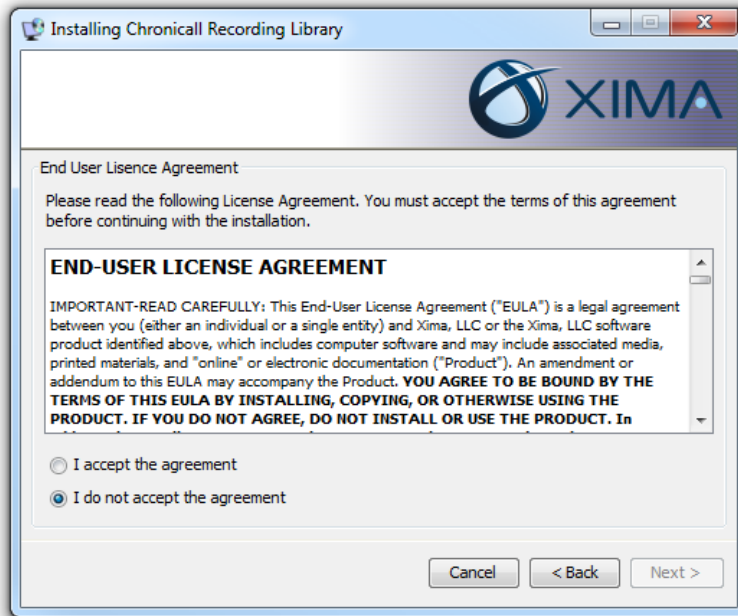 Installing Chronicall Recording Library
XIMA
End User Lisence Agreement
Please read the following License Agreement. You must accept the terms of this agreement
before continuing with the installation.
END-USER LICENSE AGREEMENT
IMPORTANT-READ CAREFULLY: This End-User License Agreement ("EULA") is a legal agreement
between you (either an individual or a single entity) and Xima, LLC or the Xima, LLC software
product identified above, which includes computer software and may include associated media,
printed materials, and "online" or electronic documentation ("Product"). An amendment or
addendum to this EULA may accompany the Product. YOU AGREE TO BE BOUND BY THE
TERMS OF THIS EULA BY INSTALLING, COPYING, OR OTHERWISE USING THE
PRODUCT. IF YOU DO NOT AGREE, DO NOT INSTALL OR USE THE PRODUCT. In
I accept the agreement
I do not accept the agreement
Cancel
< Back
Next >